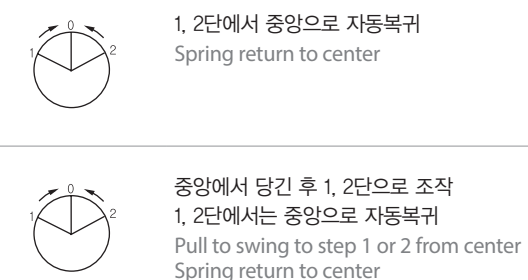 0
1 2
1, 2단에서 중앙으로 자동복귀
Spring return to center
0
1 2
중앙에서 당긴 후 1, 2단으로 조작
1, 2단에서는 중앙으로 자동복귀
Pull to swing to step 1 or 2 from center
Spring return to center